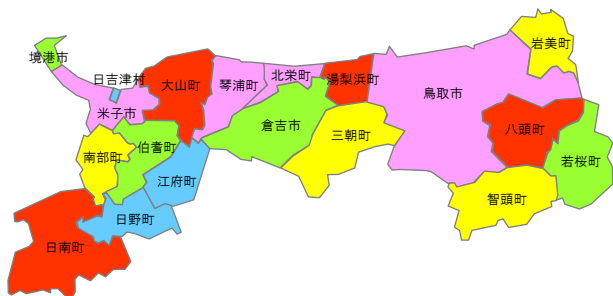 岩美町
境港市
日吉津村
大山町
琴浦町
北栄町
湯梨浜町
鳥取市
米子市
倉吉市
三朝町
八頭町
南部町
伯耆町
若桜町
江府町
智頭町
日野町
日南町